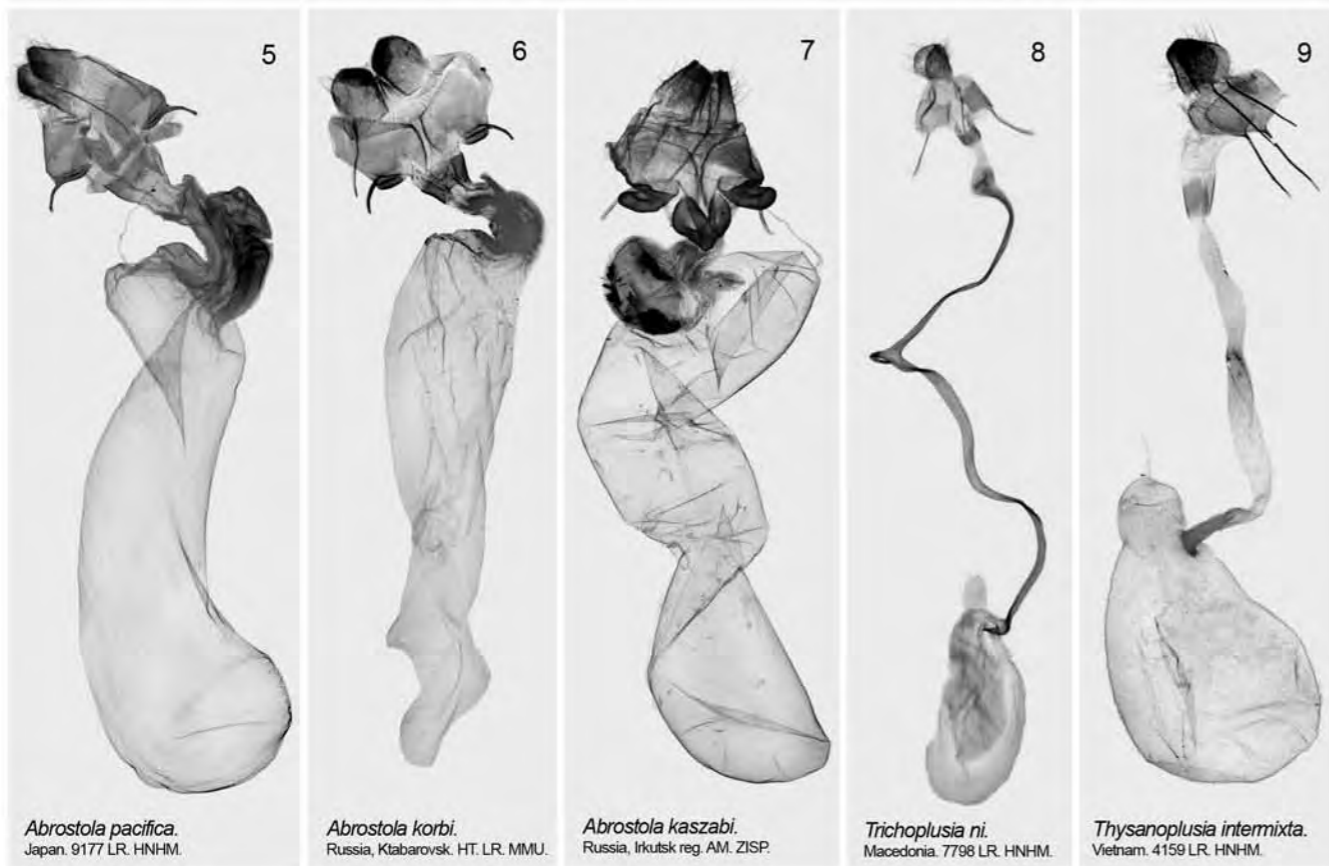 5
6
7
8
9
Abrostola pacifica.
Japan. 9177 LR. HNHM.
Abrostola korbi.
Russia, Ktabarovsk. HT. LR. MMU.
Abrostola kaszabi.
Russia, Irkutsk reg. AM. ZISP.
Trichoplusia ni.
Macedonia. 7798 LR. HNHM.
Thysanoplusia intermixta.
Vietnam. 4159 LR. HNHM.